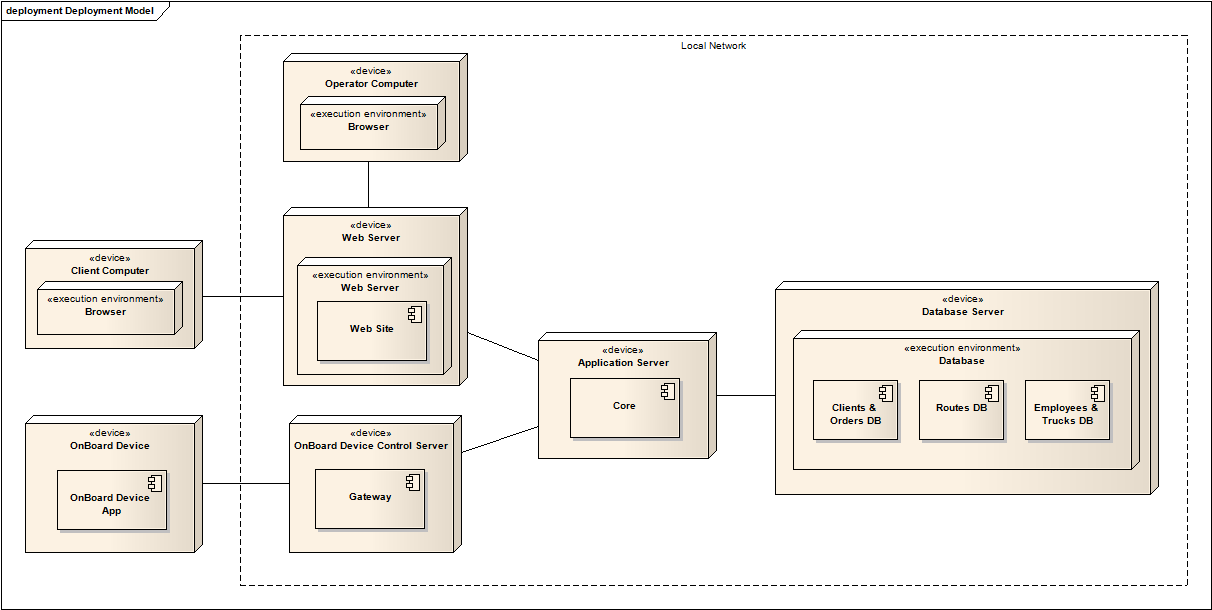 deployment Deployment Model
Local Network
«device»
Operator Computer
«execution environment»
Browser
«device»
Web Server
«execution environment»
Web Server
Web Site
«device»
Client Computer
«execution environment»
Browser
«device»
Application Server
Core
«device»
Database Server
«execution environment»
Database
Clients &
Orders DB
Routes DB
Employees &
Trucks DB
«device»
OnBoard Device
OnBoard Device
App
«device»
OnBoard Device Control Server
Gateway